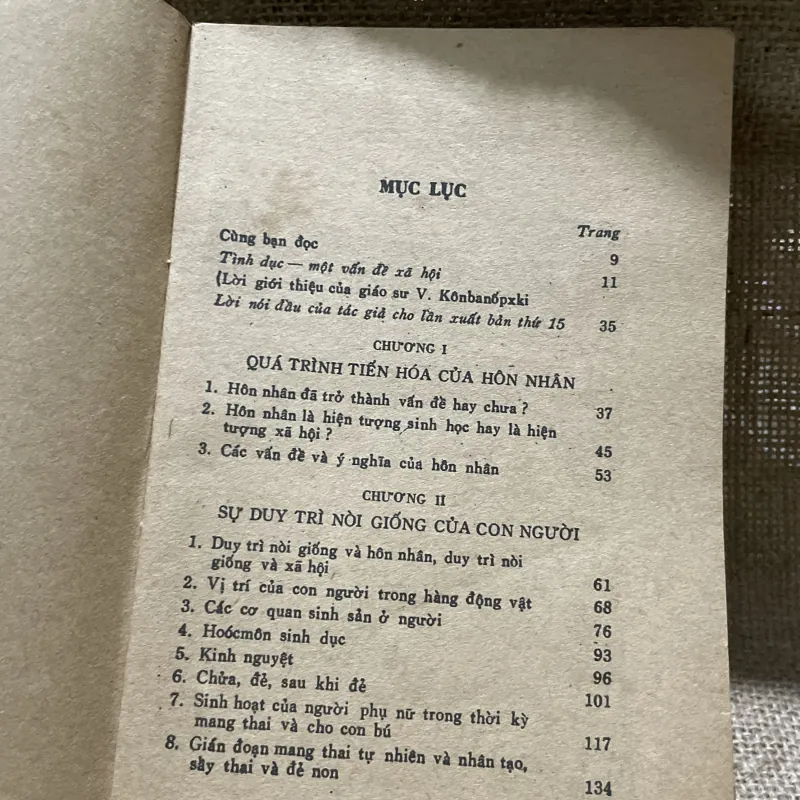 MỤC LỤC
Trang
Cùng bạn đọc 9
Tình dục — một vấn đề xã hội 11
(Lời giới thiệu của giáo sư V. Kônbanốpxki
Lời nói đầu của tác giả cho lần xuất bản thứ 15 35
CHƯƠNG I
QUÁ TRÌNH TIẾN HÓA CỦA HÔN NHÂN
1. Hôn nhân đã trở thành vấn đề hay chưa ? 37
2. Hôn nhân là hiện tượng sinh học hay là hiện
tượng xã hội ? 45
3. Các vấn đề và ý nghĩa của hôn nhân 53
CHƯƠNG II
SỰ DUY TRÌ NÒI GIỐNG CỦA CON NGƯỜI
1. Duy trì nòi giống và hôn nhân, duy trì nòi
giống và xã hội 61
2. Vị trí của con người trong hàng động vật 68
3. Các cơ quan sinh sản ở người 76
4. Hoócmôn sinh dục 93
5. Kinh nguyệt 96
6. Chửa, đẻ, sau khi đẻ 101
7. Sinh hoạt của người phụ nữ trong thời kỳ
mang thai và cho con bú 117
8. Gián đoạn mang thai tự nhiên và nhân tạo,
sảy thai và đẻ non 134